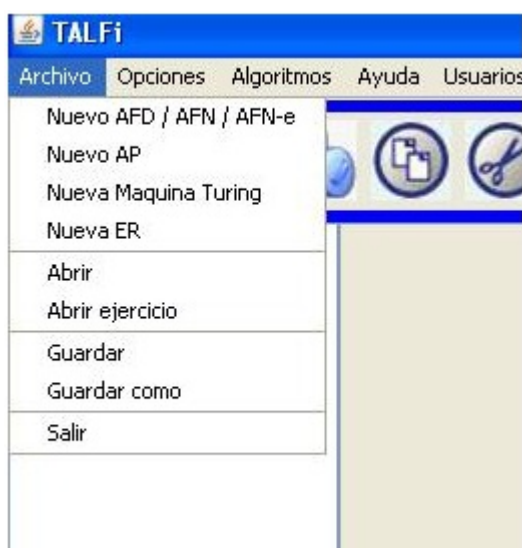 TALFi
Archivo Opciones Algoritmos Ayuda Usuarios
Nuevo AFD / AFN / AFN-e
Nuevo AP
Nueva Maquina Turing
Nueva ER
Abrir
Abrir ejercicio
Guardar
Guardar como
Salir